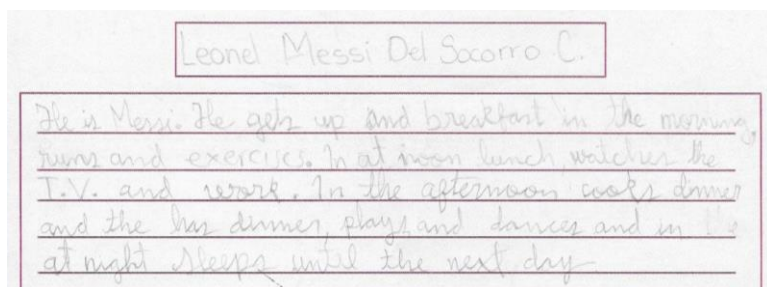 Leonel Messi Del Socorro C.
He is Messi. He gets up and breakfast in the morning,
runs and exercises. In at noon lunch, watches the
T.V. and work. In the afternoon cooks dinner
and the has dinner, plays, and dances and in the
at night sleeps until the next day